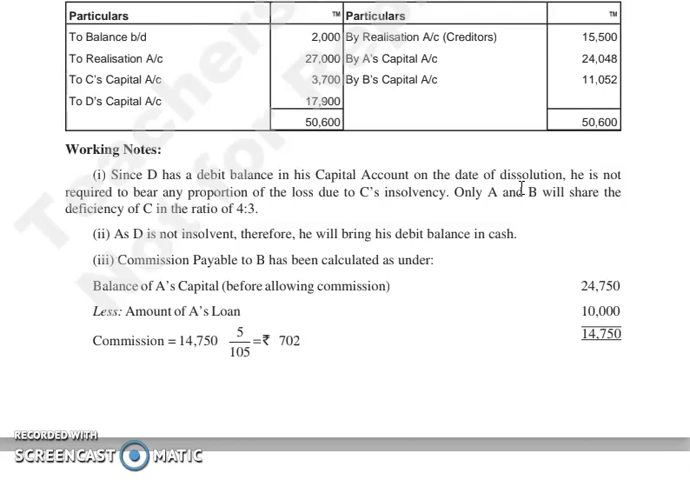 Particulars ™ Particulars ™
To Balance b/d 2,000 By Realisation A/c (Creditors) 15,500
To Realisation A/c 27,000 By A's Capital A/c 24,048
To C's Capital A/c 3,700 By B's Capital A/c 11,052
To D's Capital A/c 17,900
50,600 50,600
Working Notes:
(i) Since D has a debit balance in his Capital Account on the date of dissolution, he is not
required to bear any proportion of the loss due to C's insolvency. Only A and B will share the
deficiency of C in the ratio of 4:3.
(ii) As D is not insolvent, therefore, he will bring his debit balance in cash.
(iii) Commission Payable to B has been calculated as under:
Balance of A's Capital (before allowing commission) 24,750
Less: Amount of A's Loan 10,000
14,750
Commission = 14,750 5/105 = ₹ 702
RECORDED WITH
SCREENCAST MATIC